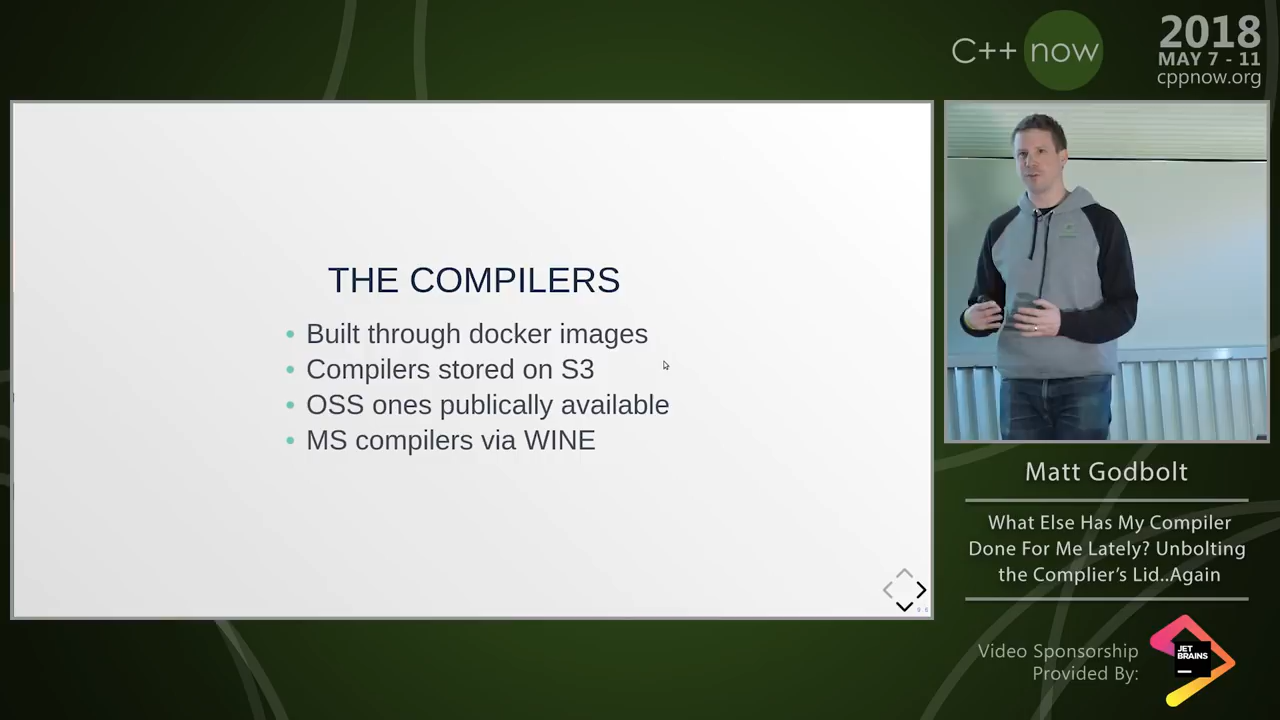 C++ now
2018
MAY 7 - 11
cppnow.org
THE COMPILERS
• Built through docker images
• Compilers stored on S3
• OSS ones publically available
• MS compilers via WINE
Matt Godbolt
What Else Has My Compiler
Done For Me Lately? Unbolting
the Complier's Lid..Again
Video Sponsorship
Provided By:
JET
BRAINS